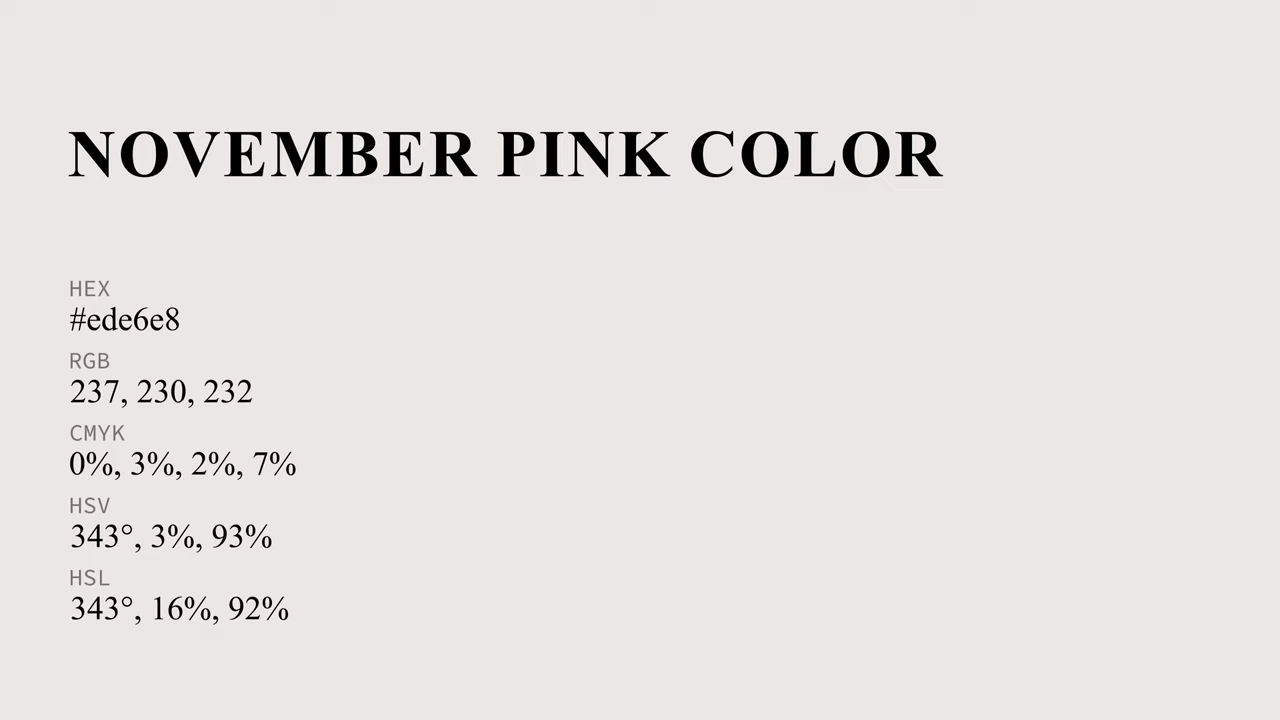 NOVEMBER PINK COLOR
HEX
#ede6e8
RGB
237, 230, 232
CMYK
0%, 3%, 2%, 7%
HSV
343°, 3%, 93%
HSL
343°, 16%, 92%